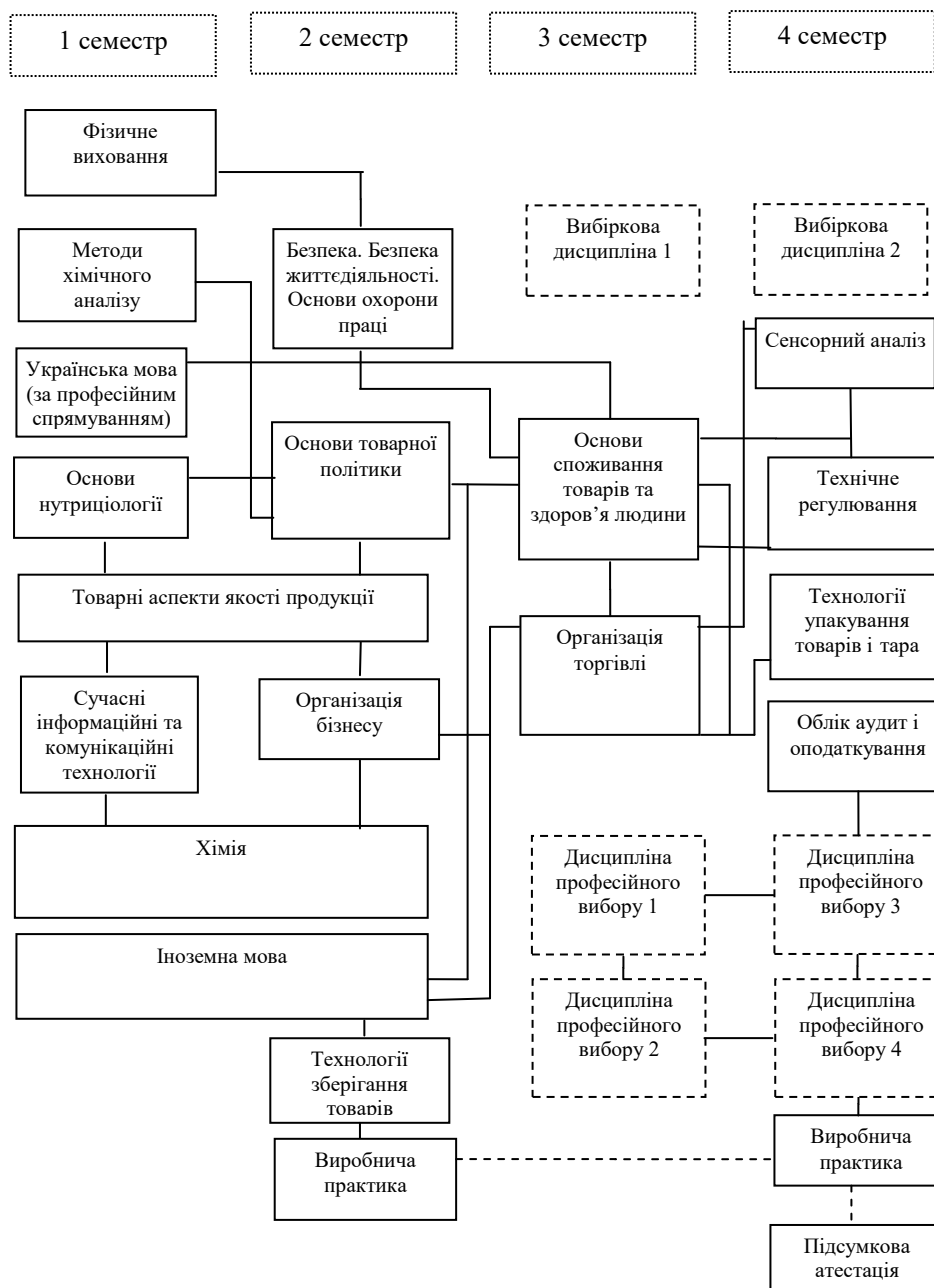 1 семестр
2 семестр
3 семестр
4 семестр
Фізичне
виховання
Методи
хімічного
аналізу
Безпека. Безпека
життєдіяльності.
Основи охорони
праці
Вибіркова
дисципліна 1
Вибіркова
дисципліна 2
Сенсорний аналіз
Українська мова
(за професійним
спрямуванням)
Основи товарної
політики
Основи
споживання
товарів та
здоров’я людини
Основи
нутриціології
Технічне
регулювання
Товарні аспекти якості продукції
Організація
торгівлі
Технології
упакування
товарів і тара
Сучасні
інформаційні та
комунікаційні
технології
Організація
бізнесу
Облік аудит і
оподаткування
Хімія
Дисципліна
професійного
вибору 1
Дисципліна
професійного
вибору 3
Іноземна мова
Дисципліна
професійного
вибору 2
Дисципліна
професійного
вибору 4
Технології
зберігання
товарів
Виробнича
практика
Виробнича
практика
Підсумкова
атестація